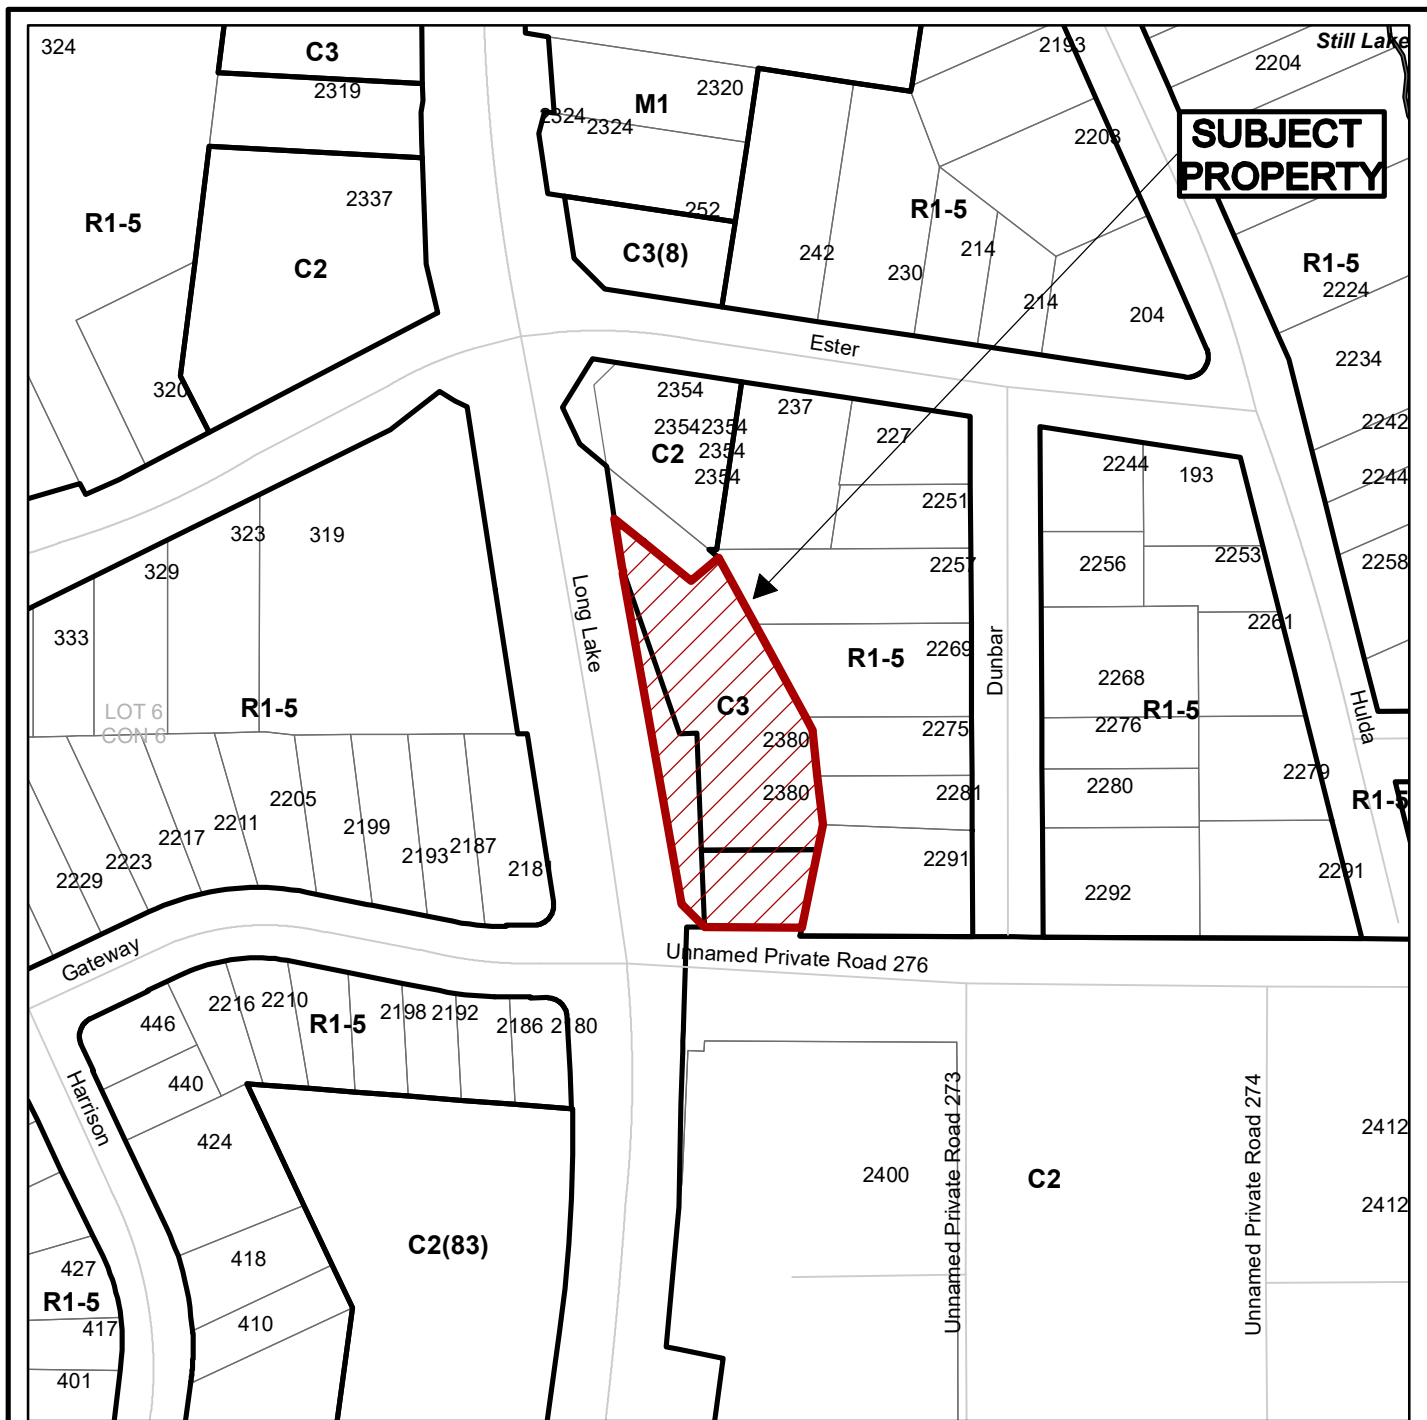 324
C3
2319
2193
Still Lake
2204
2320
M1
2324
2324
2203
SUBJECT
PROPERTY
2337
R1-5
252
R1-5
C2
C3(8)
242
230
214
214
204
R1-5
2224
Ester
2234
320
2354
237
2354
2354
C2
2354
2354
227
2251
2244
193
2242
2244
323
319
329
333
Long Lake
2257
2256
2253
2258
R1-5
2269
Dunbar
2261
2268
R1-5
2276
LOT 6
CON 6
R1-5
C3
2380
2275
Hulda
2380
2281
2280
2279
R1-5
2205
2211
2217
2199
2193
2187
2181
2223
2229
2291
2292
2291
Gateway
Unnamed Private Road 276
446
2216
2210
R1-5
2198
2192
2186
2180
440
Harrison
424
Unnamed Private Road 273
Unnamed Private Road 274
2412
2400
C2
2412
C2(83)
418
427
R1-5
417
410
401